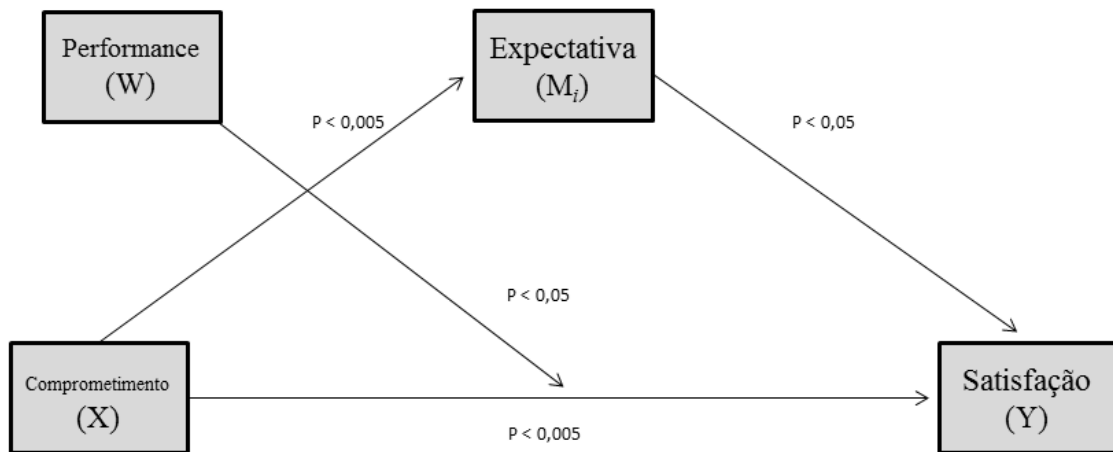 Performance
(W)
Expectativa
(Mi)
P < 0,005
P < 0,05
P < 0,05
Comprometimento
(X)
Satisfação
(Y)
P < 0,005